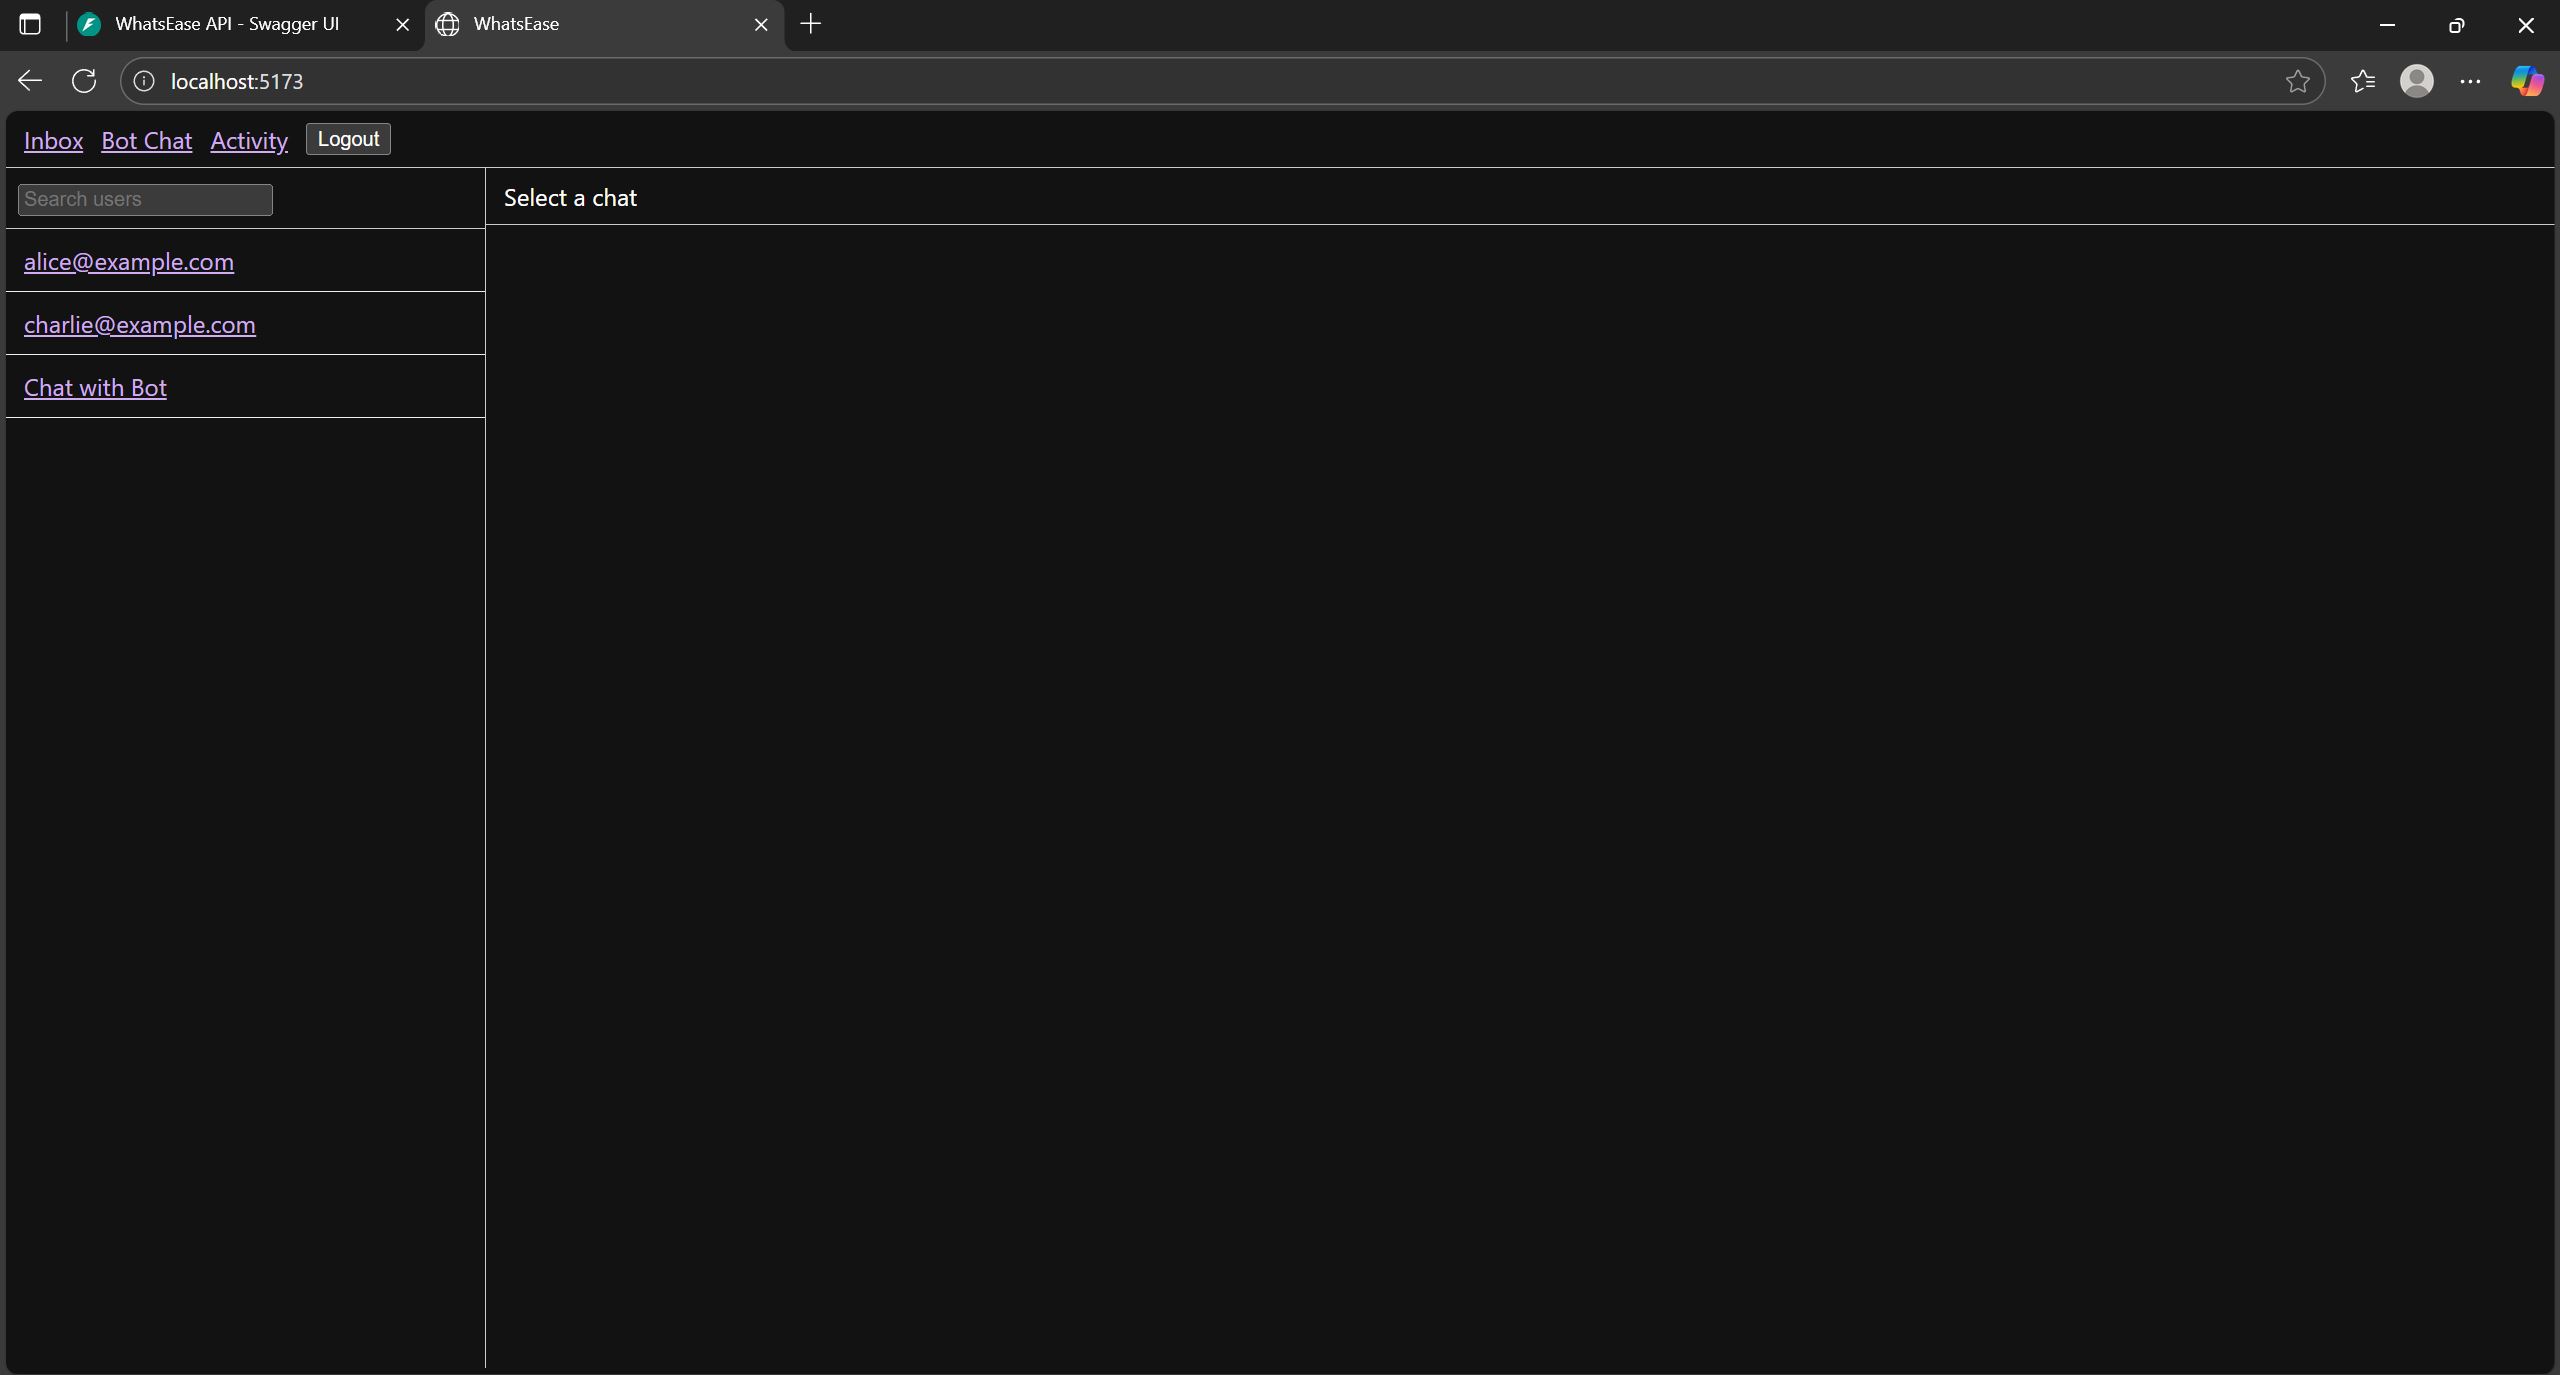 WhatsEase API - Swagger UI
WhatsEase
localhost:5173
Inbox Bot Chat Activity Logout
Search users
Select a chat
alice@example.com
charlie@example.com
Chat with Bot